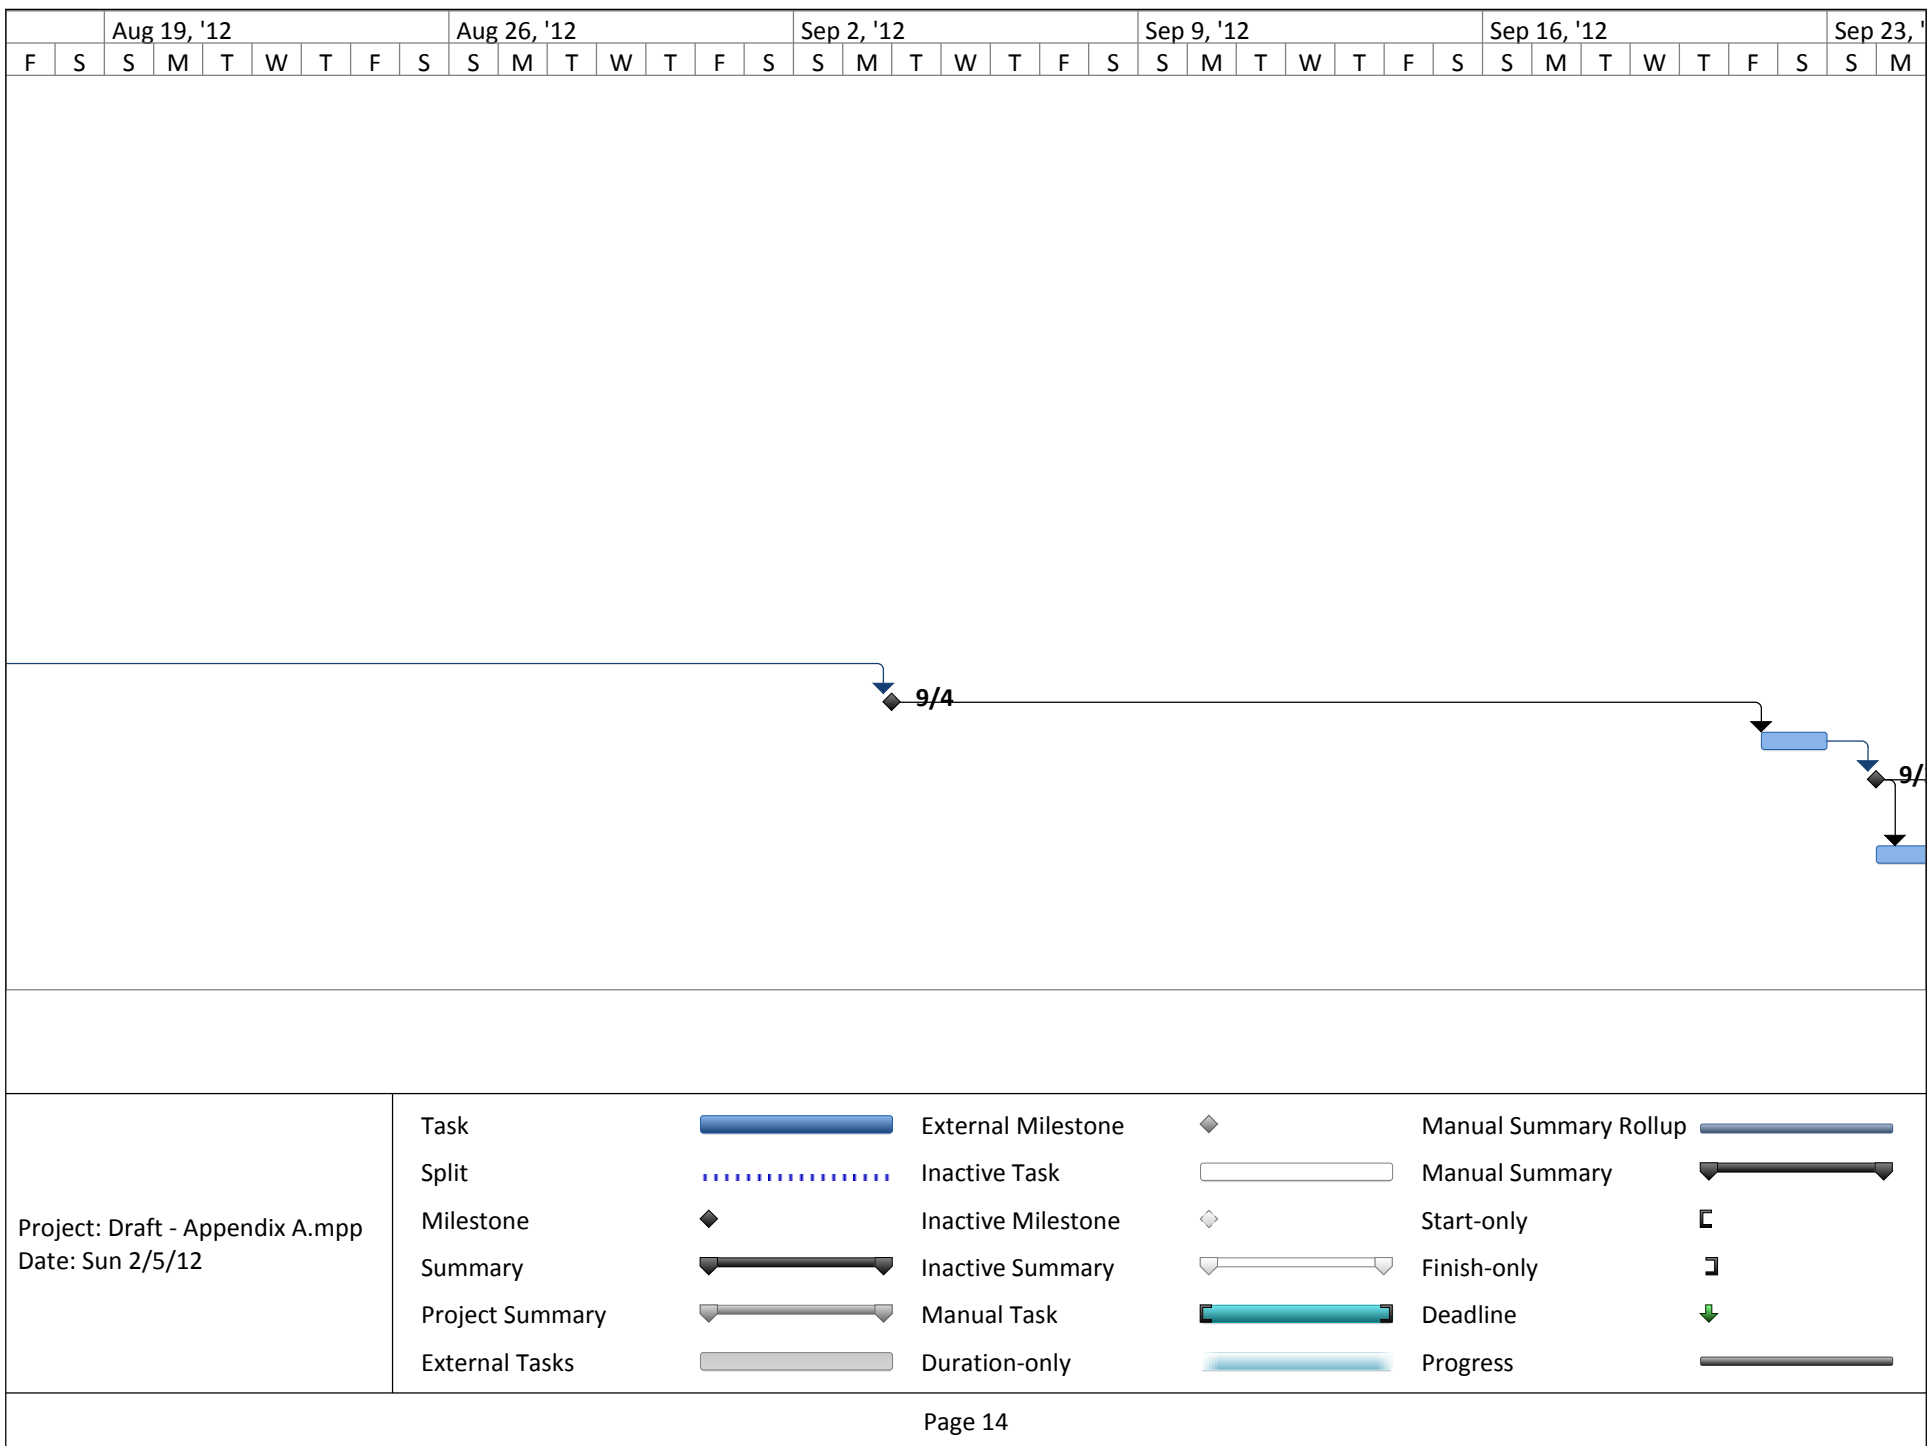 Aug 19, '12 Aug 26, '12 Sep 2, '12 Sep 9, '12 Sep 16, '12 Sep 23, '
F S S M T W T F S S M T W T F S S M T W T F S S M T W T F S S M T W T F S S M
9/4
9/
Task External Milestone Manual Summary Rollup
Split Inactive Task Manual Summary
Milestone Inactive Milestone Start-only
Project: Draft - Appendix A.mpp
Date: Sun 2/5/12
Summary Inactive Summary Finish-only
Project Summary Manual Task Deadline
External Tasks Duration-only Progress
Page 14